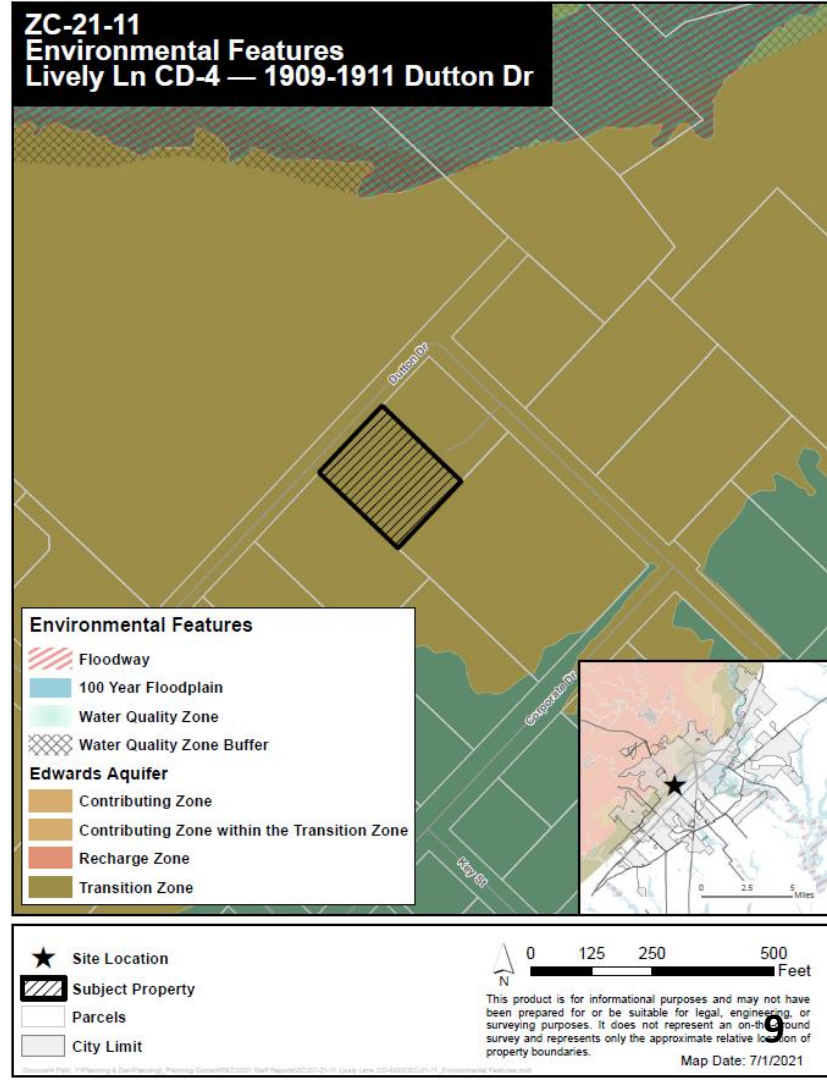 ZC-21-11
Environmental Features
Lively Ln CD-4 — 1909-1911 Dutton Dr
Dutton Dr
Corporate Dr
Key St
Environmental Features
Floodway
100 Year Floodplain
Water Quality Zone
Water Quality Zone Buffer
Edwards Aquifer
Contributing Zone
Contributing Zone within the Transition Zone
Recharge Zone
Transition Zone
0 2.5 5
Miles
Site Location
Subject Property
Parcels
City Limit
N
0 125 250 500
Feet
This product is for informational purposes and may not have
been prepared for or be suitable for legal, engineering, or
surveying purposes. It does not represent an on-the-ground
survey and represents only the approximate relative location of
property boundaries.
9
Map Date: 7/1/2021